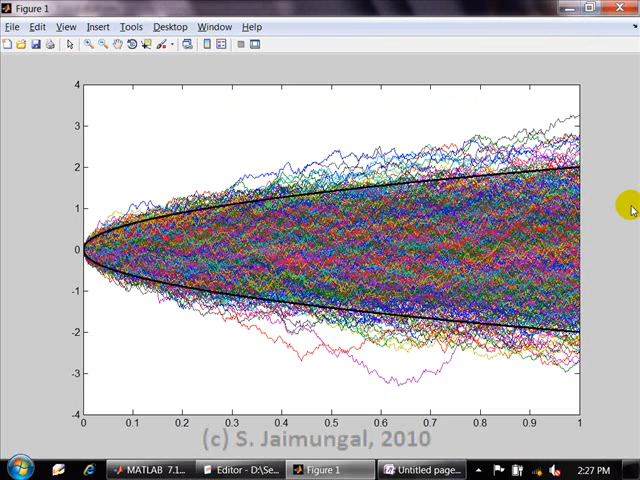 Figure 1
File Edit View Insert Tools Desktop Window Help
4
3
2
1
0
-1
-2
-3
-4
0 0.1 0.2 0.3 0.4 0.5 0.6 0.7 0.8 0.9 1
(c) S. Jaimungal, 2010
MATLAB 7.1... Editor - D:\Se... Figure 1 Untitled page... 2:27 PM